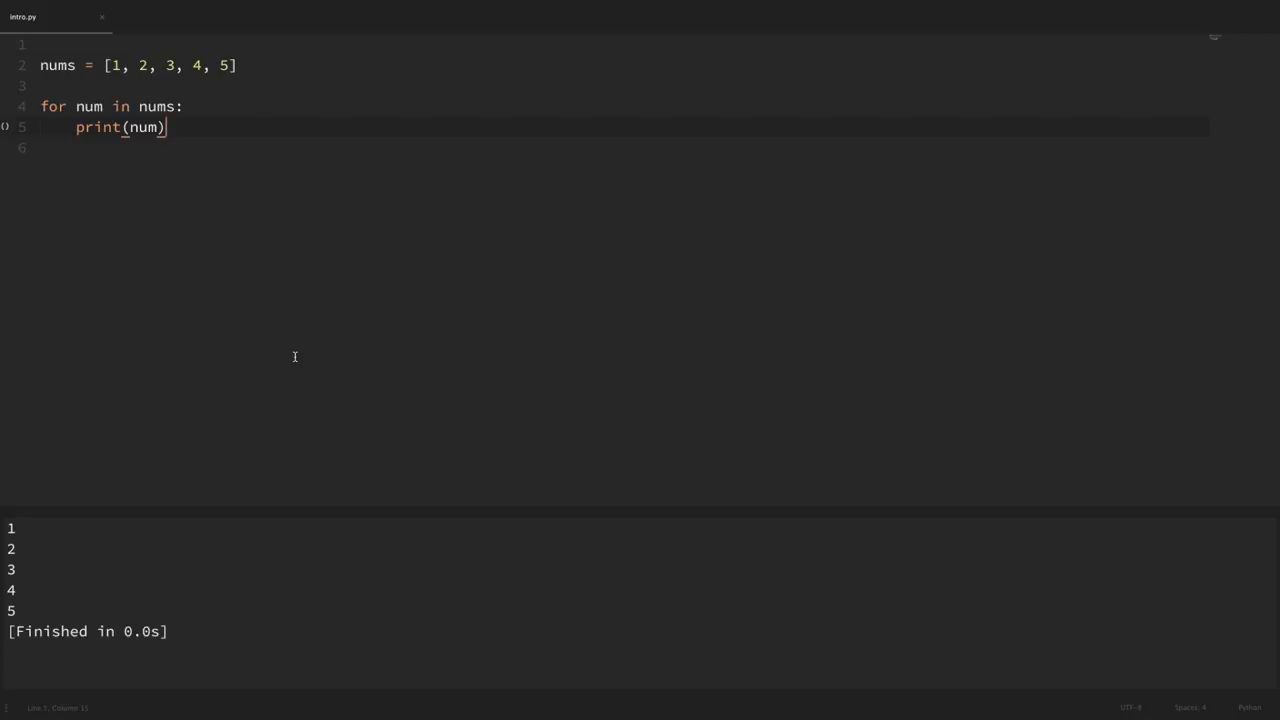 intro.py ×
1
2 nums = [1, 2, 3, 4, 5]
3
4 for num in nums:
5 print(num)
6
1
2
3
4
5
[Finished in 0.0s]
Line 5, Column 15 UTF-8 Spaces: 4 Python